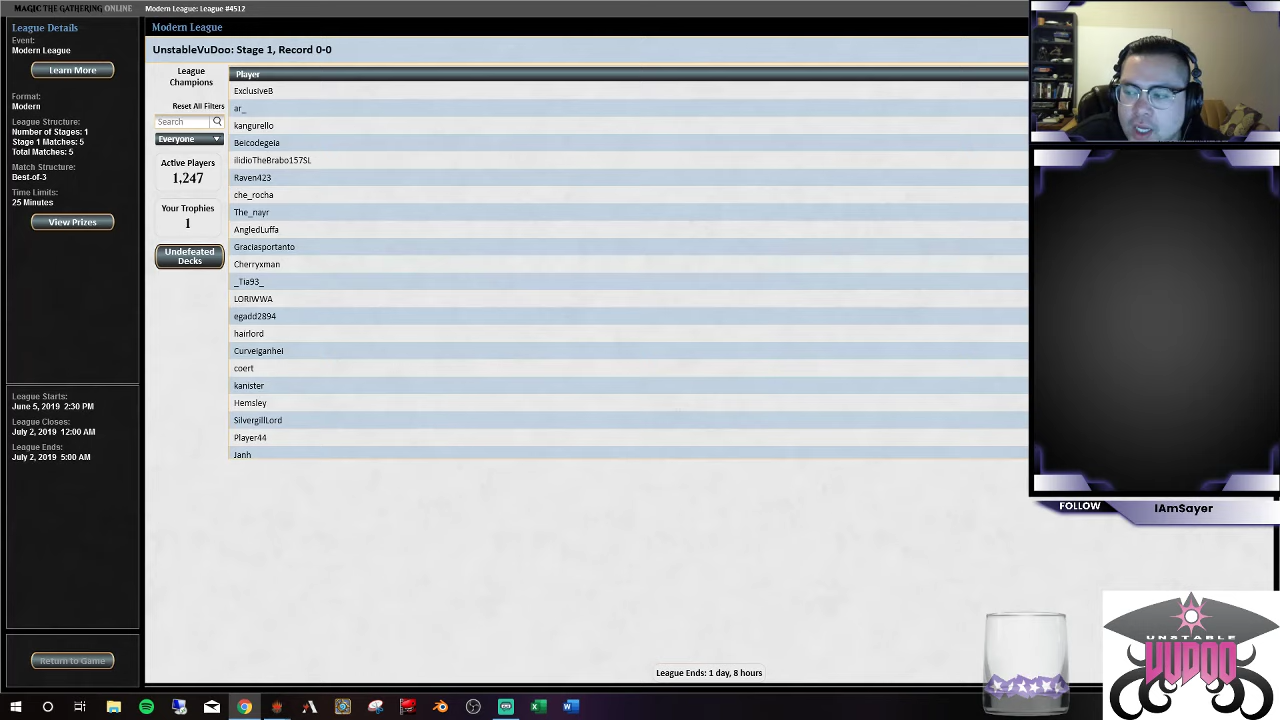 MAGIC THE GATHERING ONLINE
Modern League: League #4512
League Details
Event:
Modern League
Learn More
Format:
Modern
League Structure:
Number of Stages: 1
Stage 1 Matches: 5
Total Matches: 5
Match Structure:
Best-of-3
Time Limits:
25 Minutes
View Prizes
League Starts:
June 5, 2019 2:30 PM
League Closes:
July 2, 2019 12:00 AM
League Ends:
July 2, 2019 5:00 AM
Return to Game
Modern League
UnstableVuDoo: Stage 1, Record 0-0
League
Champions
Reset All Filters
Search
Everyone
Active Players
1,247
Your Trophies
1
Undefeated
Decks
Player
ExclusiveB
ar_
kangurello
Beicodegeia
ilidioTheBrabo157SL
Raven423
che_rocha
The_nayr
AngledLuffa
Graciasportanto
Cherryxman
_Tia93_
LORIWWA
egadd2894
hairlord
Curveiganhei
coert
kanister
Hemsley
SilvergillLord
Player44
Janh
League Ends: 1 day, 8 hours
FOLLOW
IAmSayer
UNSTABLE
VUDOO